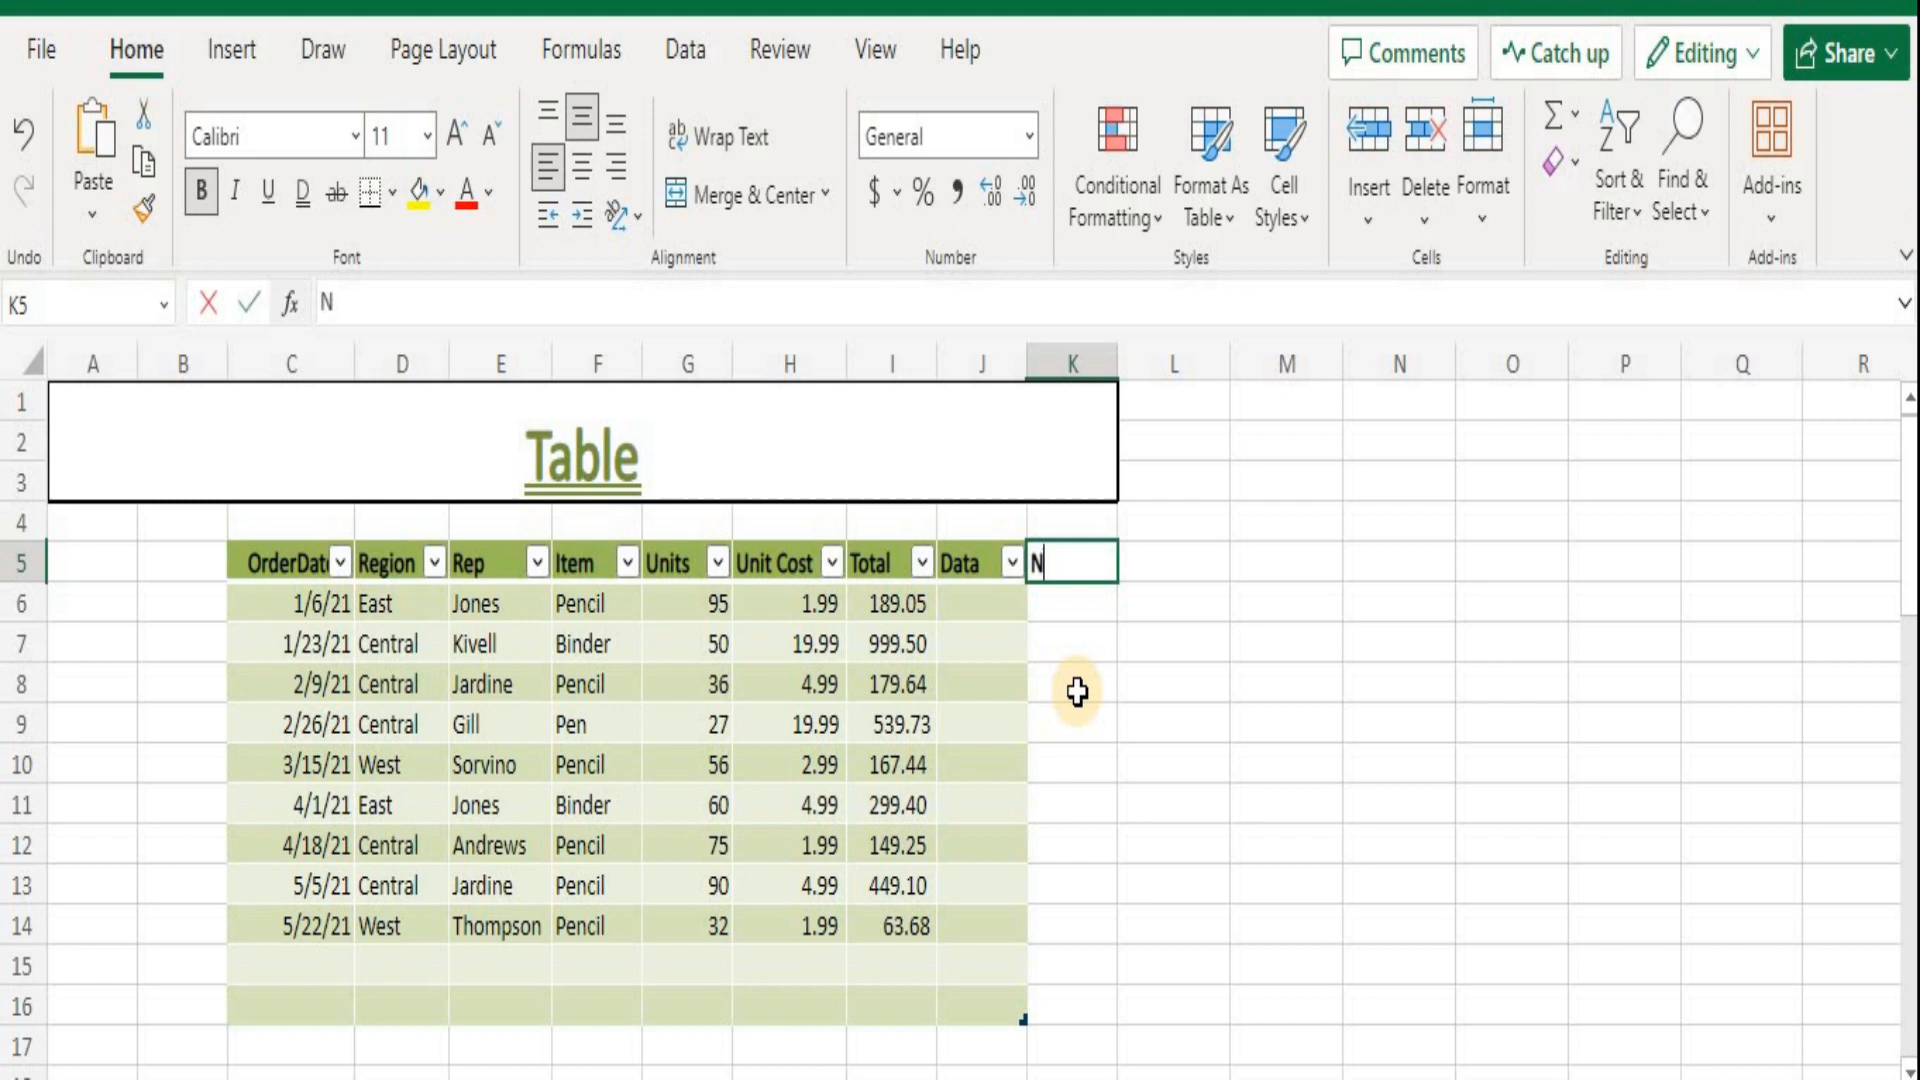 File Home Insert Draw Page Layout Formulas Data Review View Help Comments Catch up Editing Share
Calibri 11 A A ab Wrap Text General
Paste B I U D ab A Merge & Center $ % 9 .00 .00 Conditional Formatting Format As Table Cell Styles Insert Delete Format Sort & Filter Find & Select Add-ins
Undo Clipboard Font Alignment Number Styles Cells Editing Add-ins
K5 fx N
A B C D E F G H I J K L M N O P Q R
1
2 Table
3
4
5 OrderDat Region Rep Item Units Unit Cost Total Data N
6 1/6/21 East Jones Pencil 95 1.99 189.05
7 1/23/21 Central Kivell Binder 50 19.99 999.50
8 2/9/21 Central Jardine Pencil 36 4.99 179.64
9 2/26/21 Central Gill Pen 27 19.99 539.73
10 3/15/21 West Sorvino Pencil 56 2.99 167.44
11 4/1/21 East Jones Binder 60 4.99 299.40
12 4/18/21 Central Andrews Pencil 75 1.99 149.25
13 5/5/21 Central Jardine Pencil 90 4.99 449.10
14 5/22/21 West Thompson Pencil 32 1.99 63.68
15
16
17